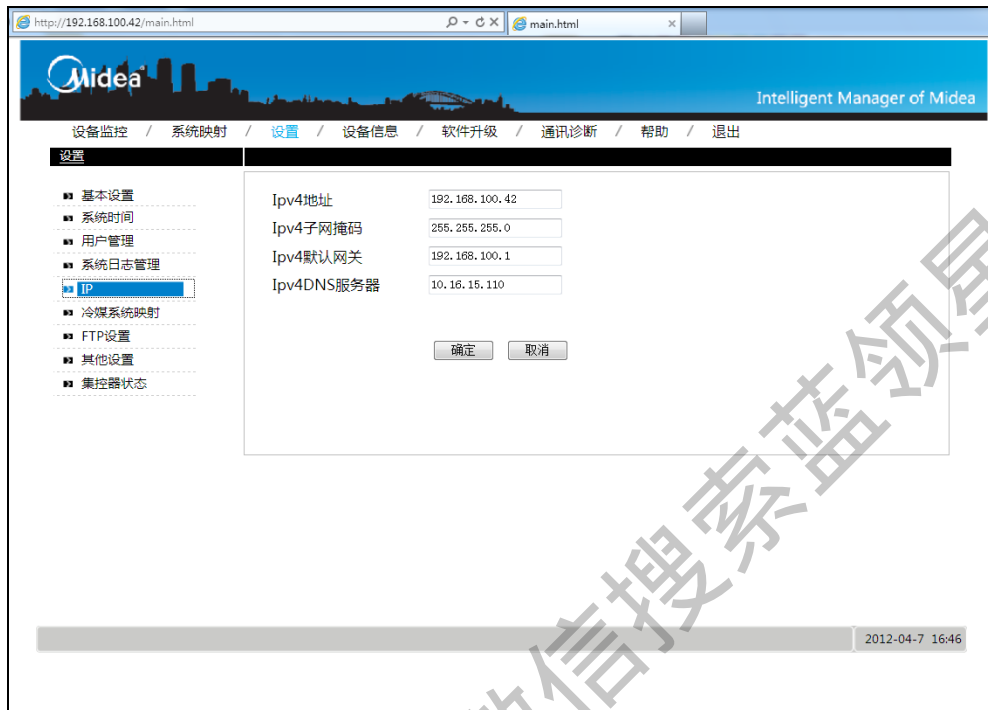 http://192.168.100.42/main.html
main.html
Midea
Intelligent Manager of Midea
设备监控 / 系统映射 / 设置 / 设备信息 / 软件升级 / 通讯诊断 / 帮助 / 退出
设置
基本设置
系统时间
用户管理
系统日志管理
IP
冷媒系统映射
FTP设置
其他设置
集控器状态
Ipv4地址 192.168.100.42
Ipv4子网掩码 255.255.255.0
Ipv4默认网关 192.168.100.1
Ipv4DNS服务器 10.16.15.110
确定 取消
微信搜索蓝领星
2012-04-7 16:46